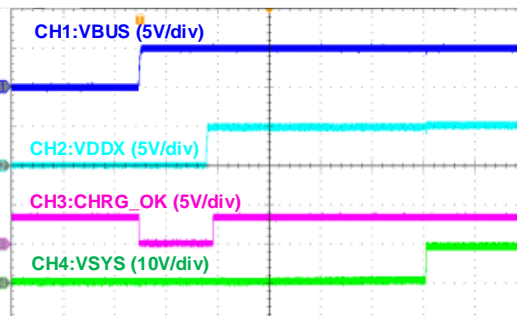 CH1:VBUS (5V/div)
CH2:VDDX (5V/div)
CH3:CHRG_OK (5V/div)
CH4:VSYS (10V/div)